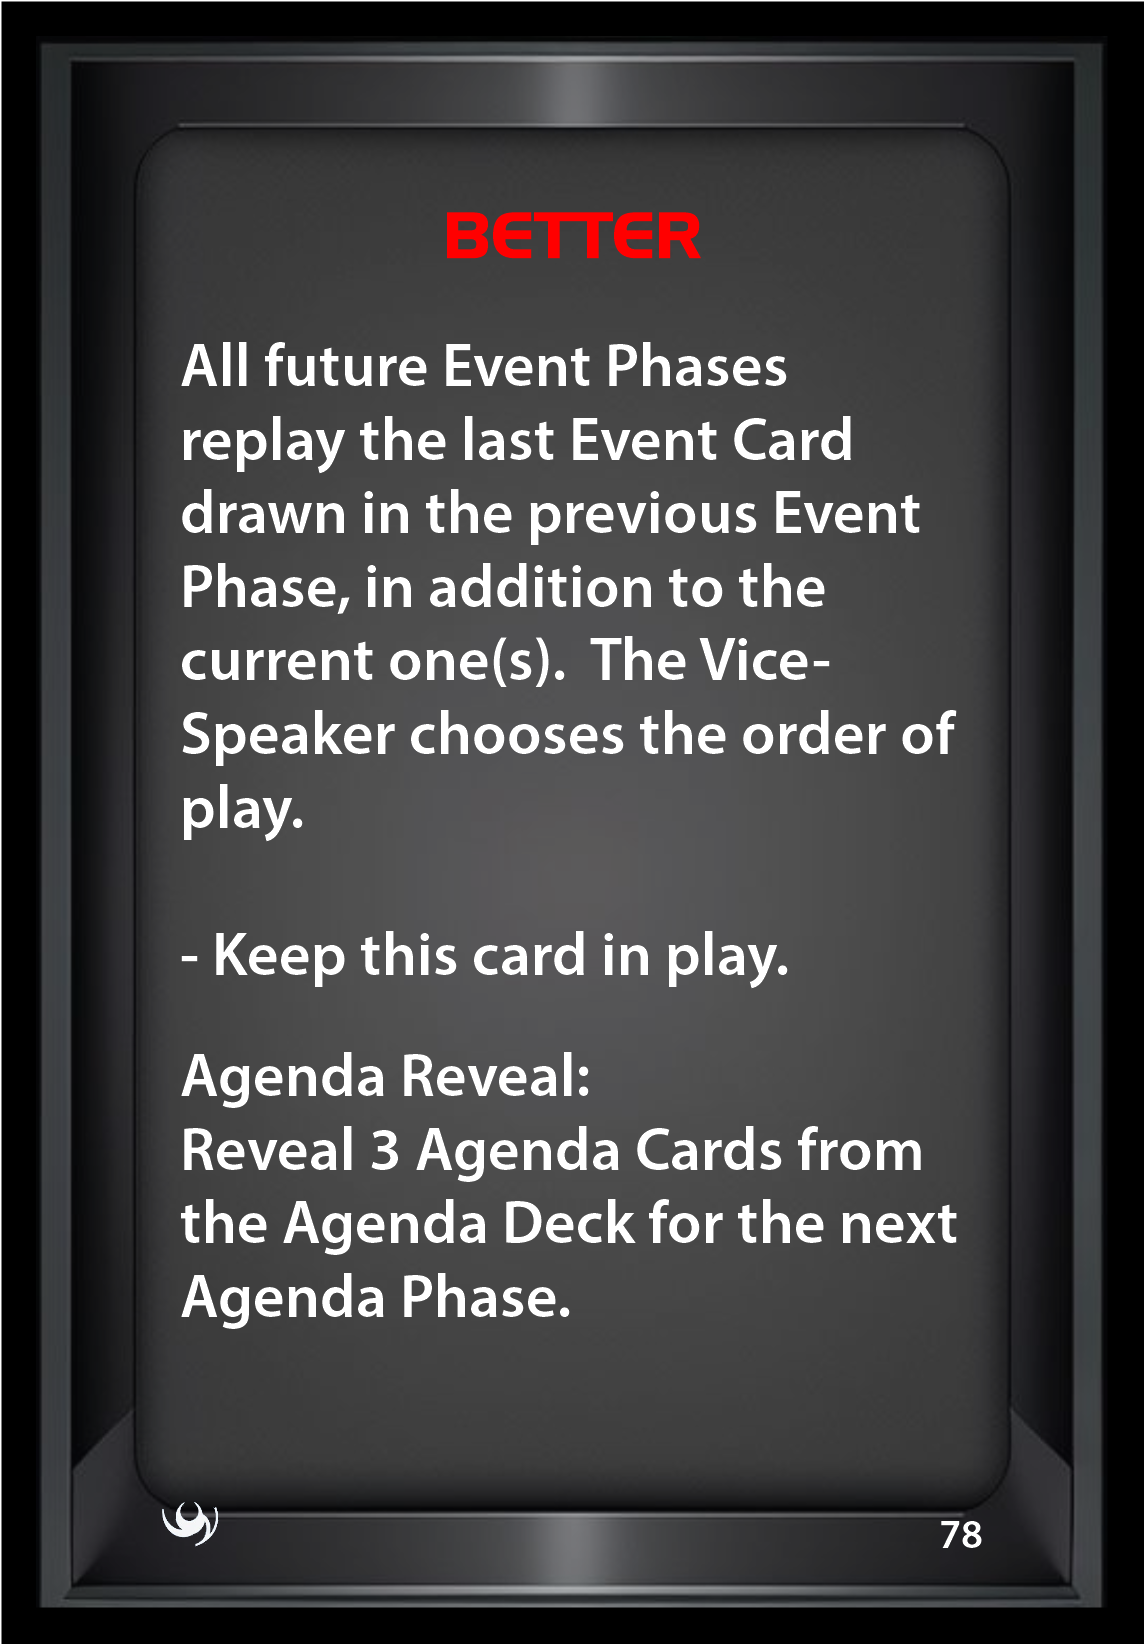 BETTER
All future Event Phases
replay the last Event Card
drawn in the previous Event
Phase, in addition to the
current one(s).  The Vice-
Speaker chooses the order of
play.
- Keep this card in play.
Agenda Reveal:
Reveal 3 Agenda Cards from
the Agenda Deck for the next
Agenda Phase.
78